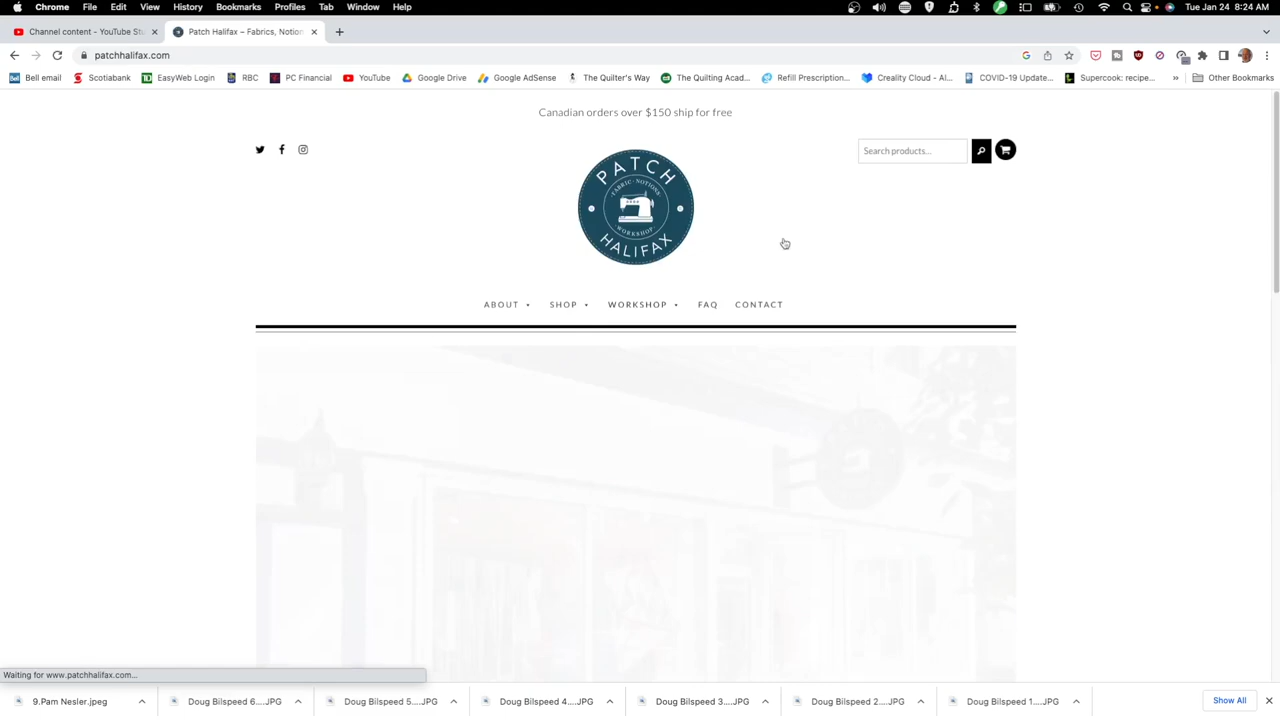 Chrome File Edit View History Bookmarks Profiles Tab Window Help Tue Jan 24 8:24 AM
Channel content - YouTube Stu Patch Halifax – Fabrics, Notion
patchhalifax.com
Bell email Scotiabank EasyWeb Login RBC PC Financial YouTube Google Drive Google AdSense The Quilter's Way The Quilting Acad... Refill Prescription... Creality Cloud - Al... COVID-19 Update... Supercook: recipe... » Other Bookmarks
Canadian orders over $150 ship for free
Search products...
PATCH
FABRIC · NOTIONS
WORKSHOP
HALIFAX
ABOUT SHOP WORKSHOP FAQ CONTACT
Waiting for www.patchhalifax.com...
9.Pam Nesler.jpeg Doug Bilspeed 6....JPG Doug Bilspeed 5....JPG Doug Bilspeed 4....JPG Doug Bilspeed 3....JPG Doug Bilspeed 2....JPG Doug Bilspeed 1....JPG Show All